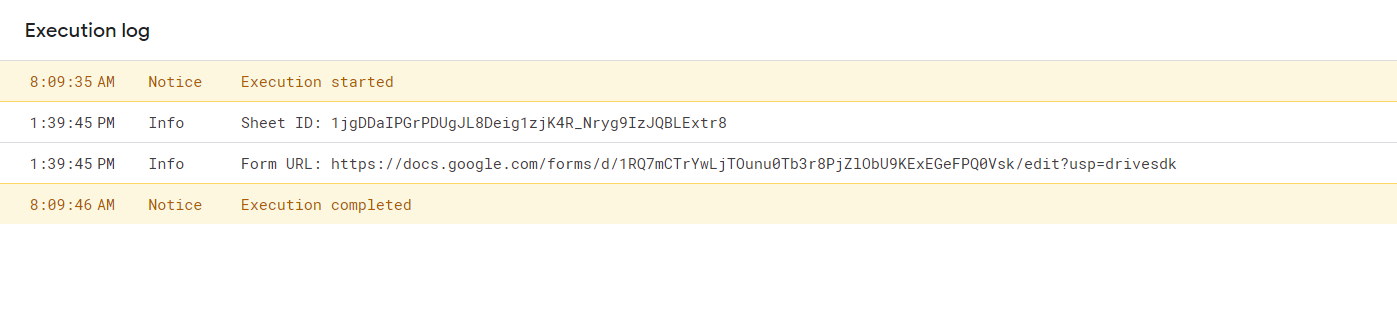 Execution log
8:09:35 AM Notice Execution started
1:39:45 PM Info Sheet ID: 1jgDDaIPGrPDUgJL8Deig1zjK4R_Nryg9IzJQBLExtr8
1:39:45 PM Info Form URL: https://docs.google.com/forms/d/1RQ7mCTrYwLjTOunu0Tb3r8PjZlObU9KExEGeFPQ0Vsk/edit?usp=drivesdk
8:09:46 AM Notice Execution completed